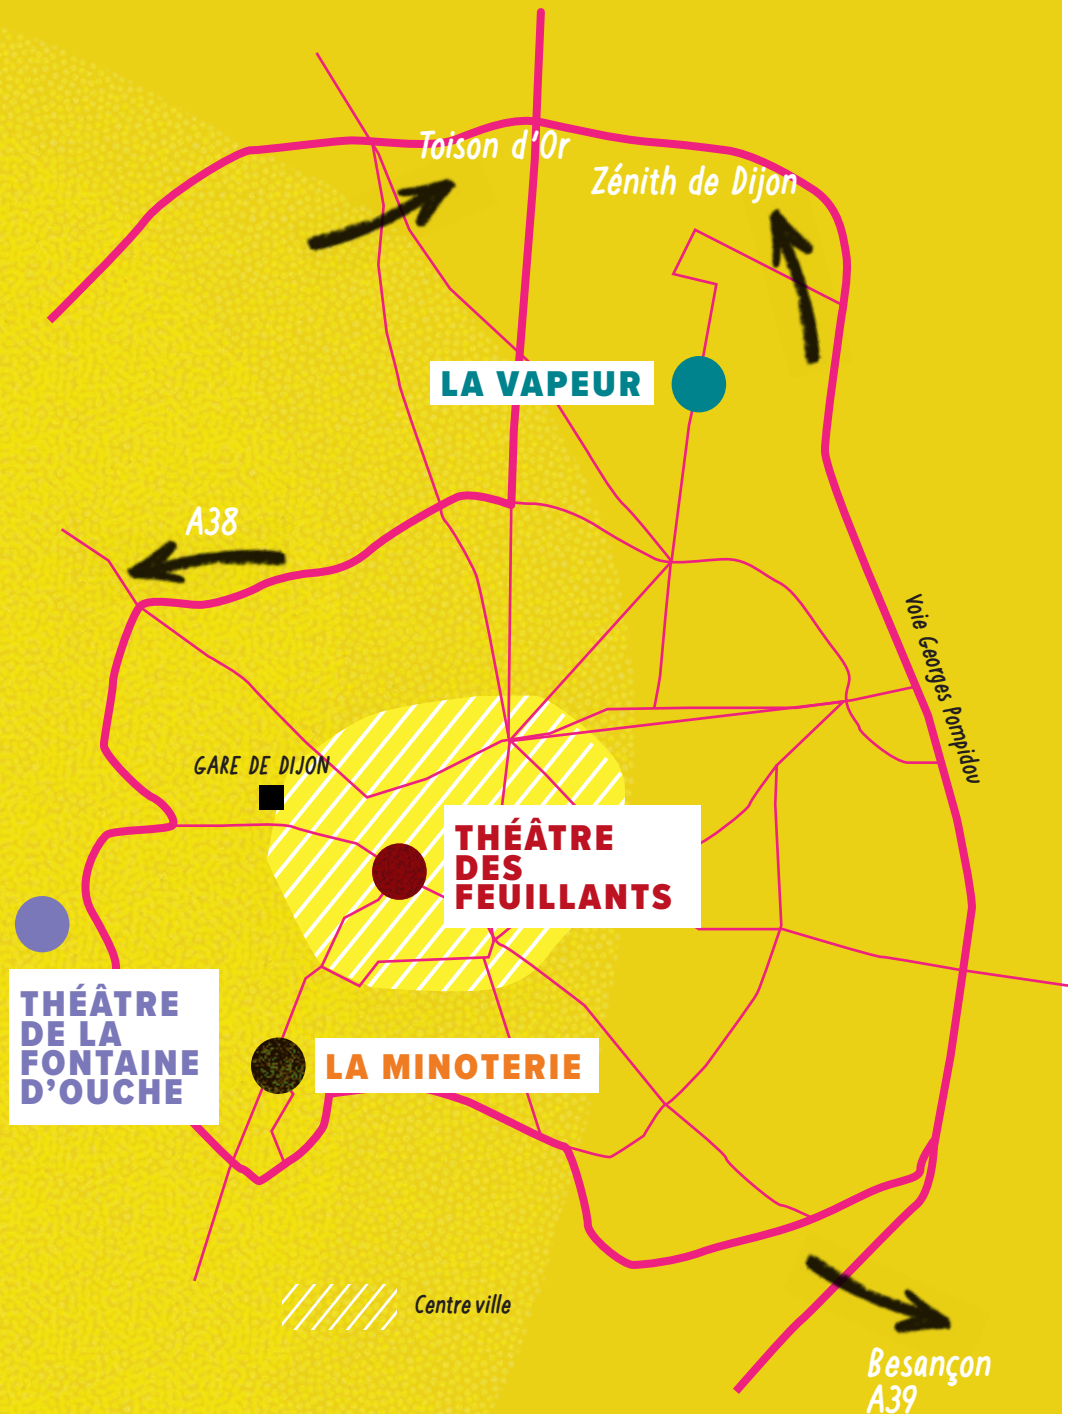 Toison d'Or
Zénith de Dijon
LA VAPEUR
A38
Voie Georges Pompidou
GARE DE DIJON
THÉÂTRE
DES
FEUILLANTS
THÉÂTRE
DE LA
FONTAINE
D'OUCHE
LA MINOTERIE
Centre ville
Besançon
A39